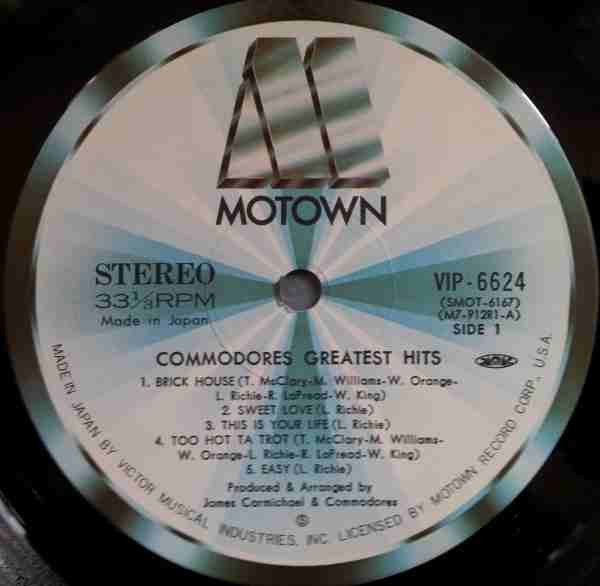 MOTOWN
STEREO
33⅓RPM
Made in Japan
VIP-6624
(SMOT-6167)
(M7-912R1-A)
SIDE 1
COMMODORES GREATEST HITS
1. BRICK HOUSE(T. McClary-M. Williams-W. Orange-
L. Richie-R. LaPread-W. King)
2. SWEET LOVE(L. Richie)
3. THIS IS YOUR LIFE(L. Richie)
4. TOO HOT TA TROT(T. McClary-M. Williams-
W. Orange-L. Richie-R. LaPread-W. King)
5. EASY(L. Richie)
Produced & Arranged by
James Carmichael & Commodores
Ⓢ
MADE IN JAPAN BY VICTOR MUSICAL INDUSTRIES, INC. LICENSED BY MOTOWN RECORD CORP., U.S.A.